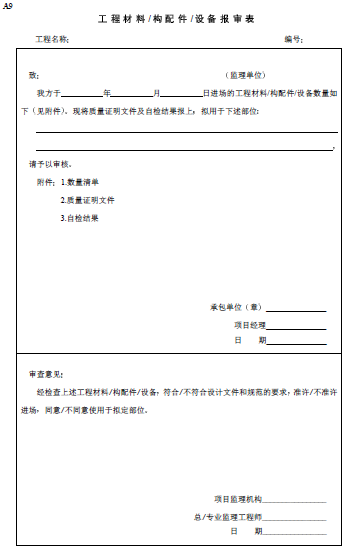 A9
工程材料/构配件/设备报审表
工程名称： 编号：
致： （监理单位）
我方于________年________月________日进场的工程材料/构配件/设备数量如
下（见附件）。现将质量证明文件及自检结果报上，拟用于下述部位：
________________________________
________________________________。
请予以审核。
附件：1.数量清单
2.质量证明文件
3.自检结果
承包单位（章）____________
项目经理____________
日 期____________
审查意见：
经检查上述工程材料/构配件/设备，符合/不符合设计文件和规范的要求，准许/不准许
进场，同意/不同意使用于拟定部位。
项目监理机构____________
总/专业监理工程师____________
日 期____________